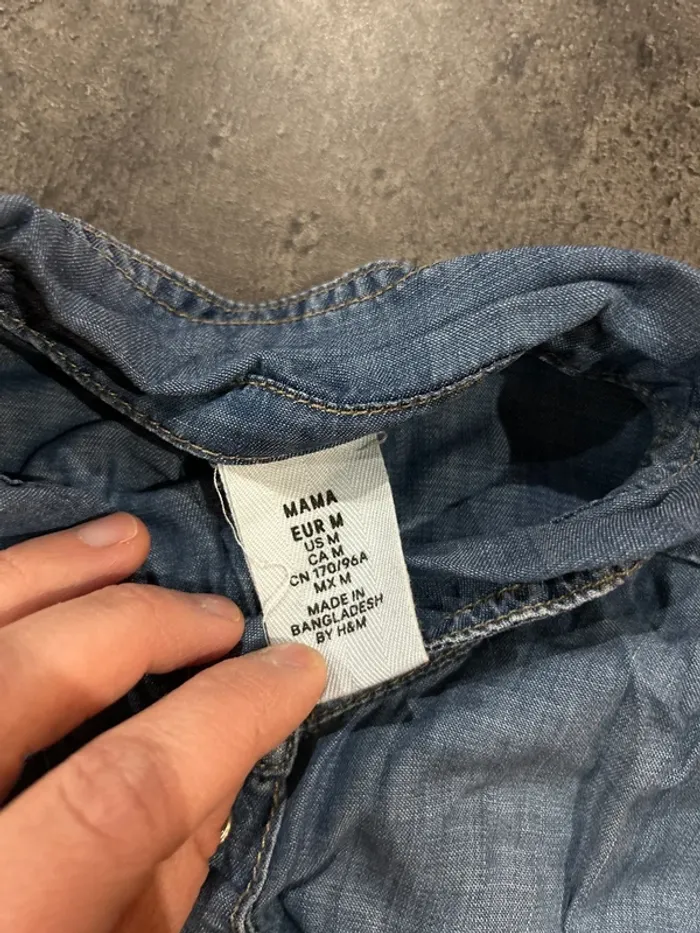 MAMA
EUR M
US M
CA M
CN 170/96A
MX M
MADE IN
BANGLADESH
BY H&M